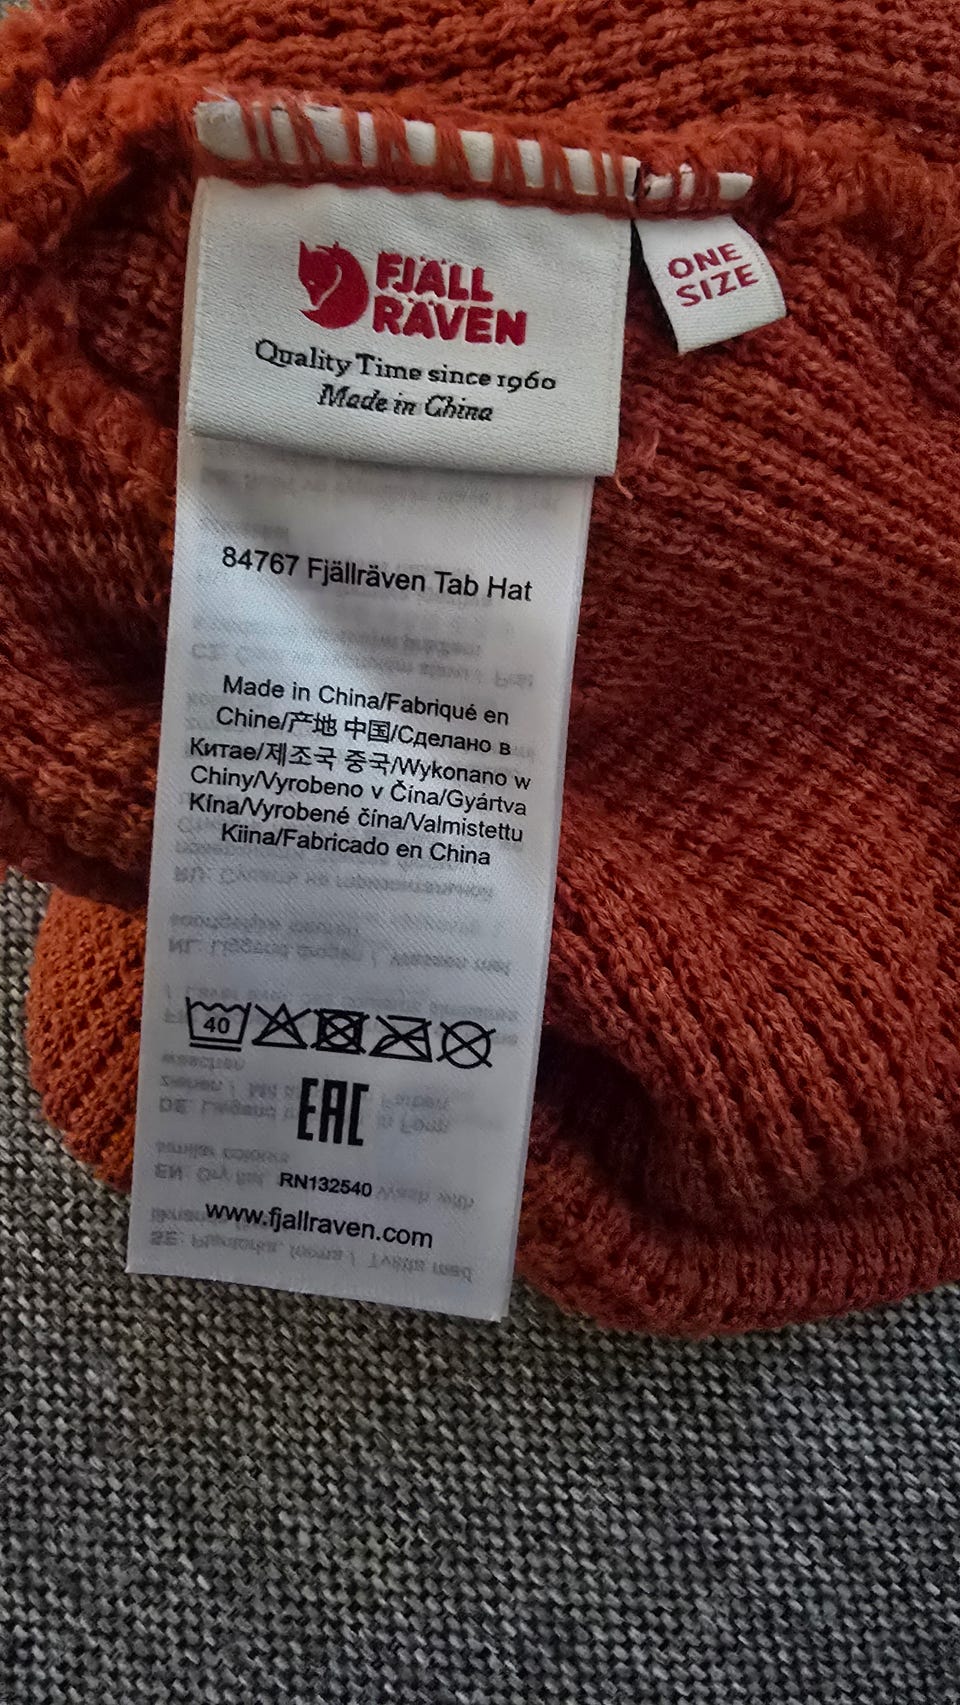 FJÄLL
RÄVEN
Quality Time since 1960
Made in China
ONE
SIZE
84767 Fjällräven Tab Hat
Made in China/Fabriqué en
Chine/产地 中国/Сделано в
Китае/제조국 중국/Wykonano w
Chiny/Vyrobeno v Čína/Gyártva
Kína/Vyrobené čína/Valmistettu
Kiina/Fabricado en China
40
EAC
RN132540
www.fjallraven.com